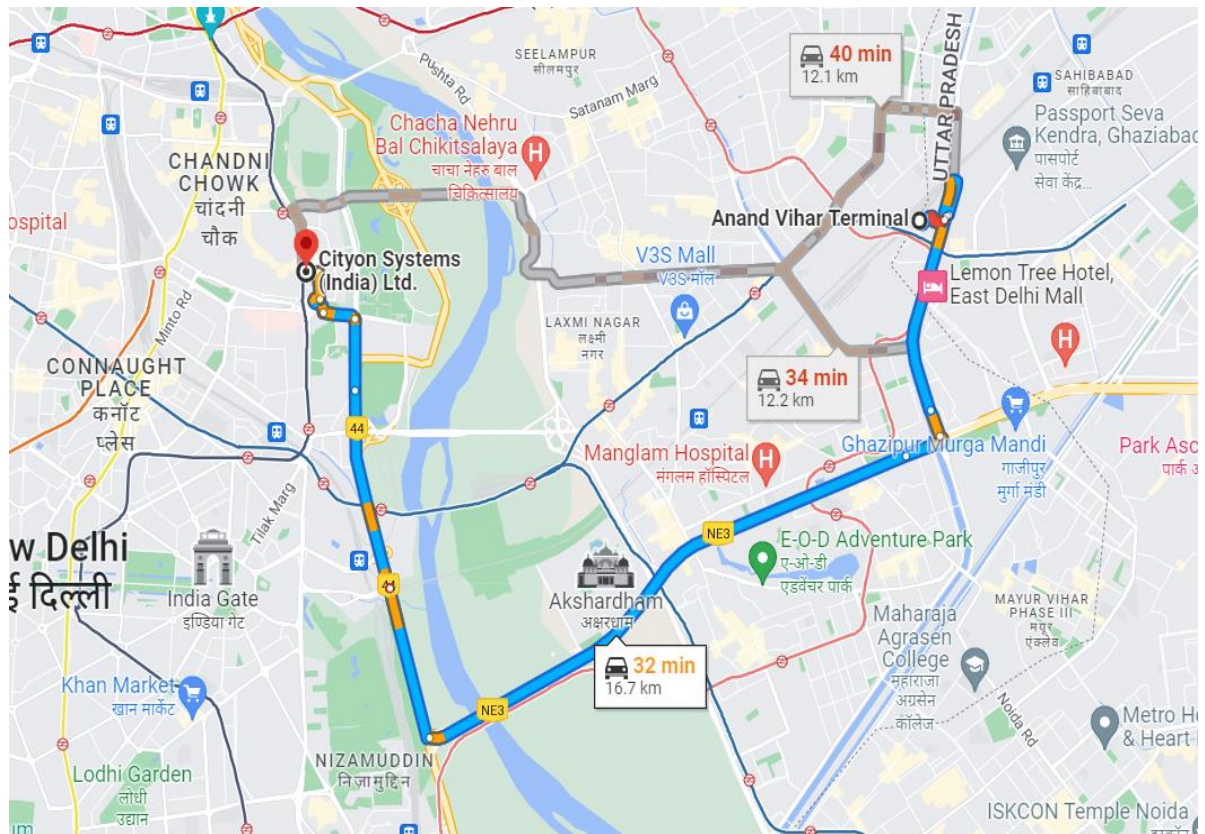 SEELAMPUR
सीलमपुर
Pushta Rd
Satanam Marg
40 min
12.1 km
UTTAR PRADESH
SAHIBABAD
साहिबाबाद
Passport Seva
Kendra, Ghaziabad
पासपोर्ट
सेवा केंद्र...
Chacha Nehru
Bal Chikitsalaya
चाचा नेहरु बाल
चिकित्सालय
H
CHANDNI
CHOWK
चांदनी
चौक
ospital
Anand Vihar Terminal
Cityon Systems
(India) Ltd.
V3S Mall
V3S मॉल
Lemon Tree Hotel,
East Delhi Mall
Minto Rd
LAXMI NAGAR
लक्ष्मी
नगर
H
CONNAUGHT
PLACE
कनॉट
प्लेस
34 min
12.2 km
44
Manglam Hospital
मंगलम हॉस्पिटल
H
Ghazipur Murga Mandi
गाजीपुर
मुर्गा मंडी
Park Asc
पार्क अ
Tilak Marg
w Delhi
ई दिल्ली
India Gate
इण्डिया गेट
NE3
E-O-D Adventure Park
ए-ओ-डी
एडवेंचर पार्क
Akshardham
अक्षरधाम
MAYUR VIHAR
PHASE III
मयूर
एंक्लेव
Maharaja
Agrasen
College
महाराजा
अग्रसेन
कॉलेज
32 min
16.7 km
Khan Market
खान मार्केट
NE3
Noida Rd
Metro H
& Heart
NIZAMUDDIN
निज़ामुद्दिन
Lodhi Garden
लोधी
उद्यान
um
ISKCON Temple Noida